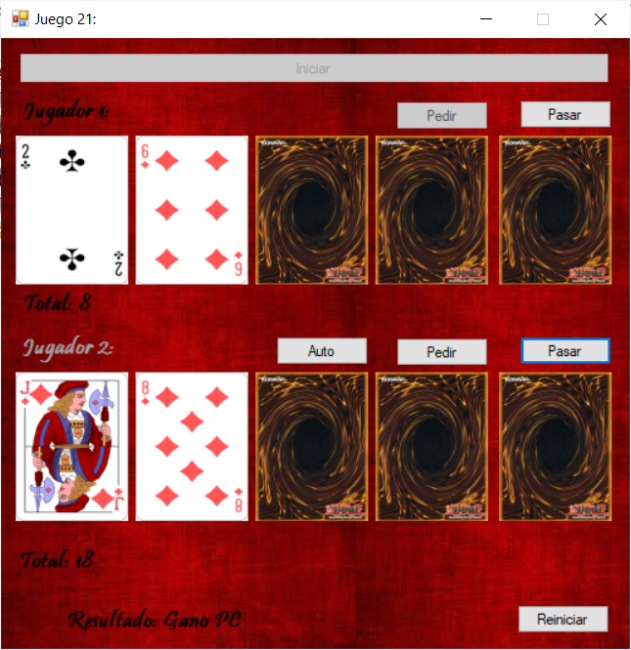 Juego 21:
Iniciar
Jugador 1:
Pedir
Pasar
2
2
6
6
Total: 8
Jugador 2:
Auto
Pedir
Pasar
J
J
8
8
Total: 18
Resultado: Gano PC
Reiniciar